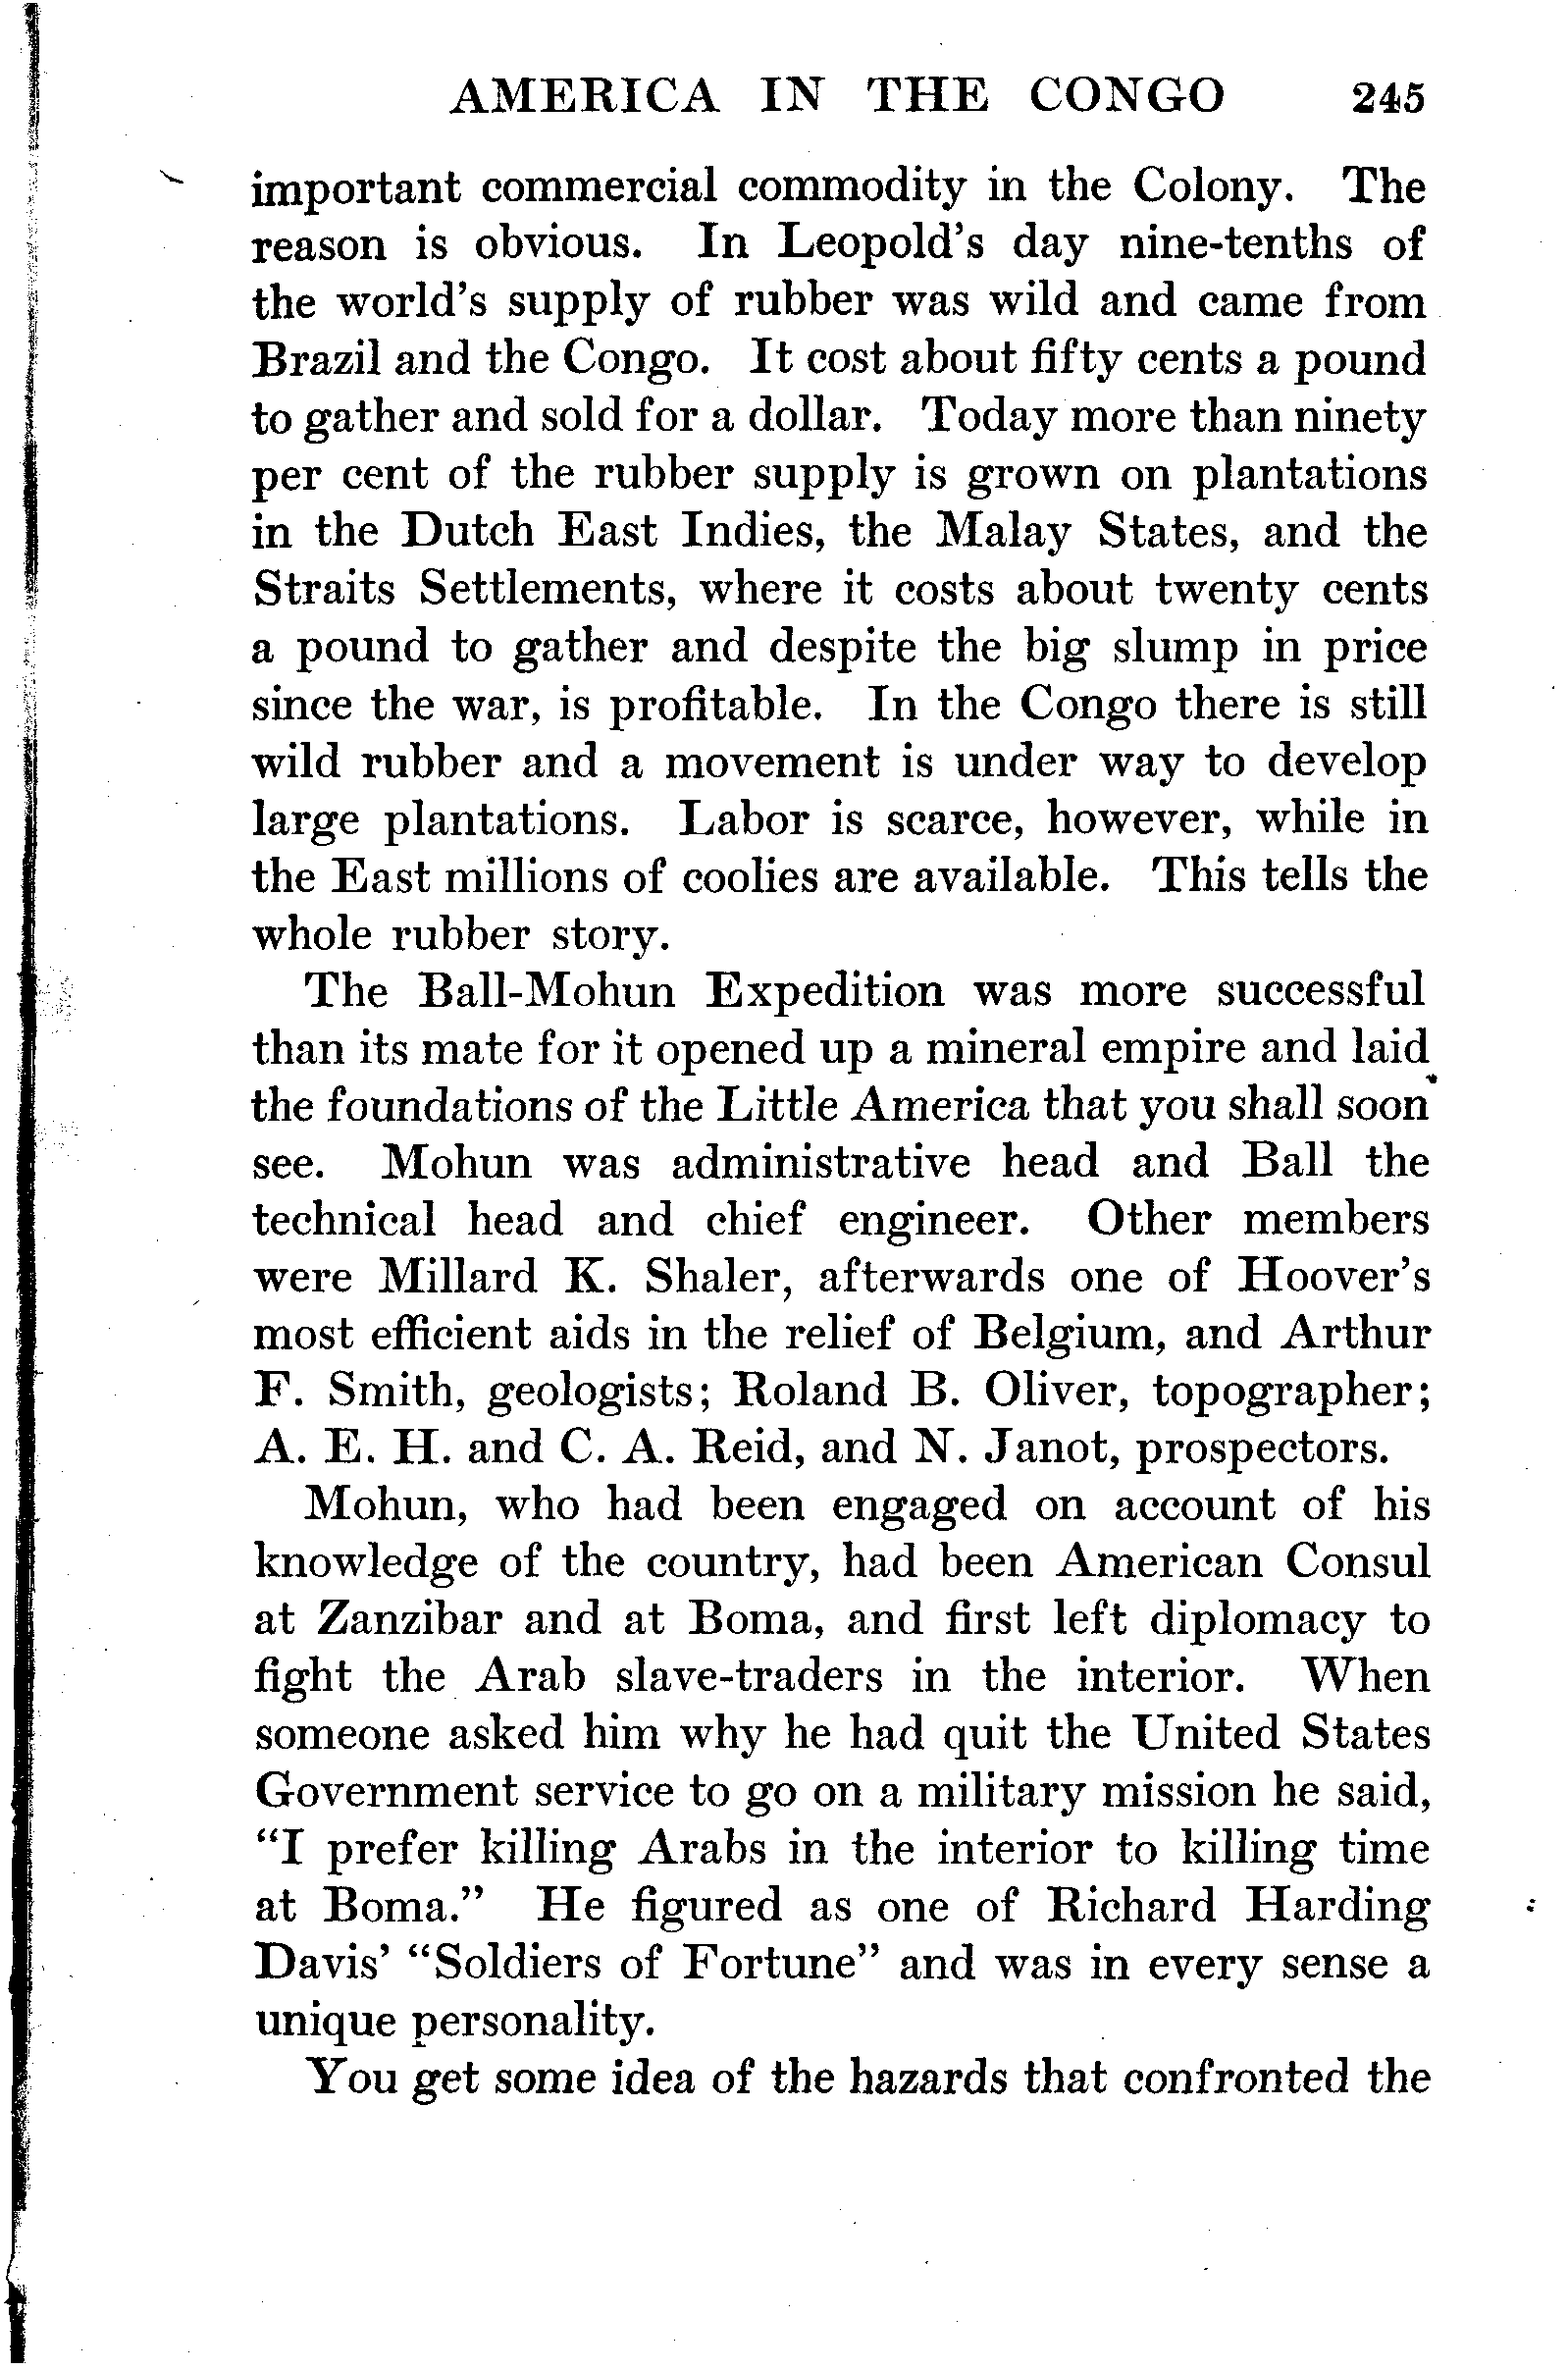 AMERICA IN THE CONGO 245
important commercial commodity in the Colony. The
reason is obvious. In Leopold's day nine-tenths of
the world's supply of rubber was wild and came from
Brazil and the Congo. It cost about fifty cents a pound
to gather and sold for a dollar. Today more than ninety
per cent of the rubber supply is grown on plantations
in the Dutch East Indies, the Malay States, and the
Straits Settlements, where it costs about twenty cents
a pound to gather and despite the big slump in price
since the war, is profitable. In the Congo there is still
wild rubber and a movement is under way to develop
large plantations. Labor is scarce, however, while in
the East millions of coolies are available. This tells the
whole rubber story.
The Ball-Mohun Expedition was more successful
than its mate for it opened up a mineral empire and laid
the foundations of the Little America that you shall soon
see. Mohun was administrative head and Ball the
technical head and chief engineer. Other members
were Millard K. Shaler, afterwards one of Hoover's
most efficient aids in the relief of Belgium, and Arthur
F. Smith, geologists; Roland B. Oliver, topographer;
A. E. H. and C. A. Reid, and N. Janot, prospectors.
Mohun, who had been engaged on account of his
knowledge of the country, had been American Consul
at Zanzibar and at Boma, and first left diplomacy to
fight the Arab slave-traders in the interior. When
someone asked him why he had quit the United States
Government service to go on a military mission he said,
"I prefer killing Arabs in the interior to killing time
at Boma." He figured as one of Richard Harding
Davis' "Soldiers of Fortune" and was in every sense a
unique personality.
You get some idea of the hazards that confronted the